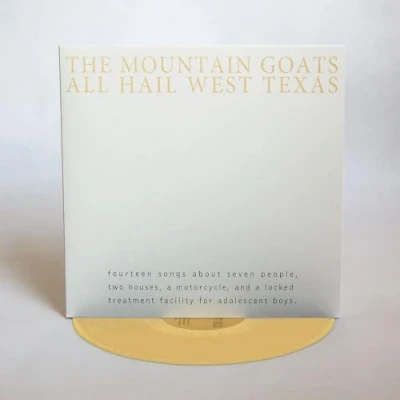 THE MOUNTAIN GOATS
ALL HAIL WEST TEXAS
fourteen songs about seven people,
two houses, a motorcycle, and a locked
treatment facility for adolescent boys.